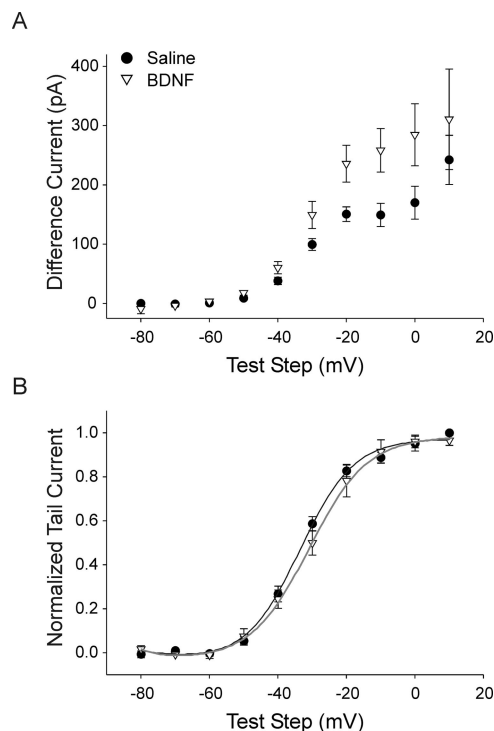 A
Saline
BDNF
Difference Current (pA)
400
300
200
100
0
-80 -60 -40 -20 0 20
Test Step (mV)
B
Normalized Tail Current
1.0
0.8
0.6
0.4
0.2
0.0
-80 -60 -40 -20 0 20
Test Step (mV)